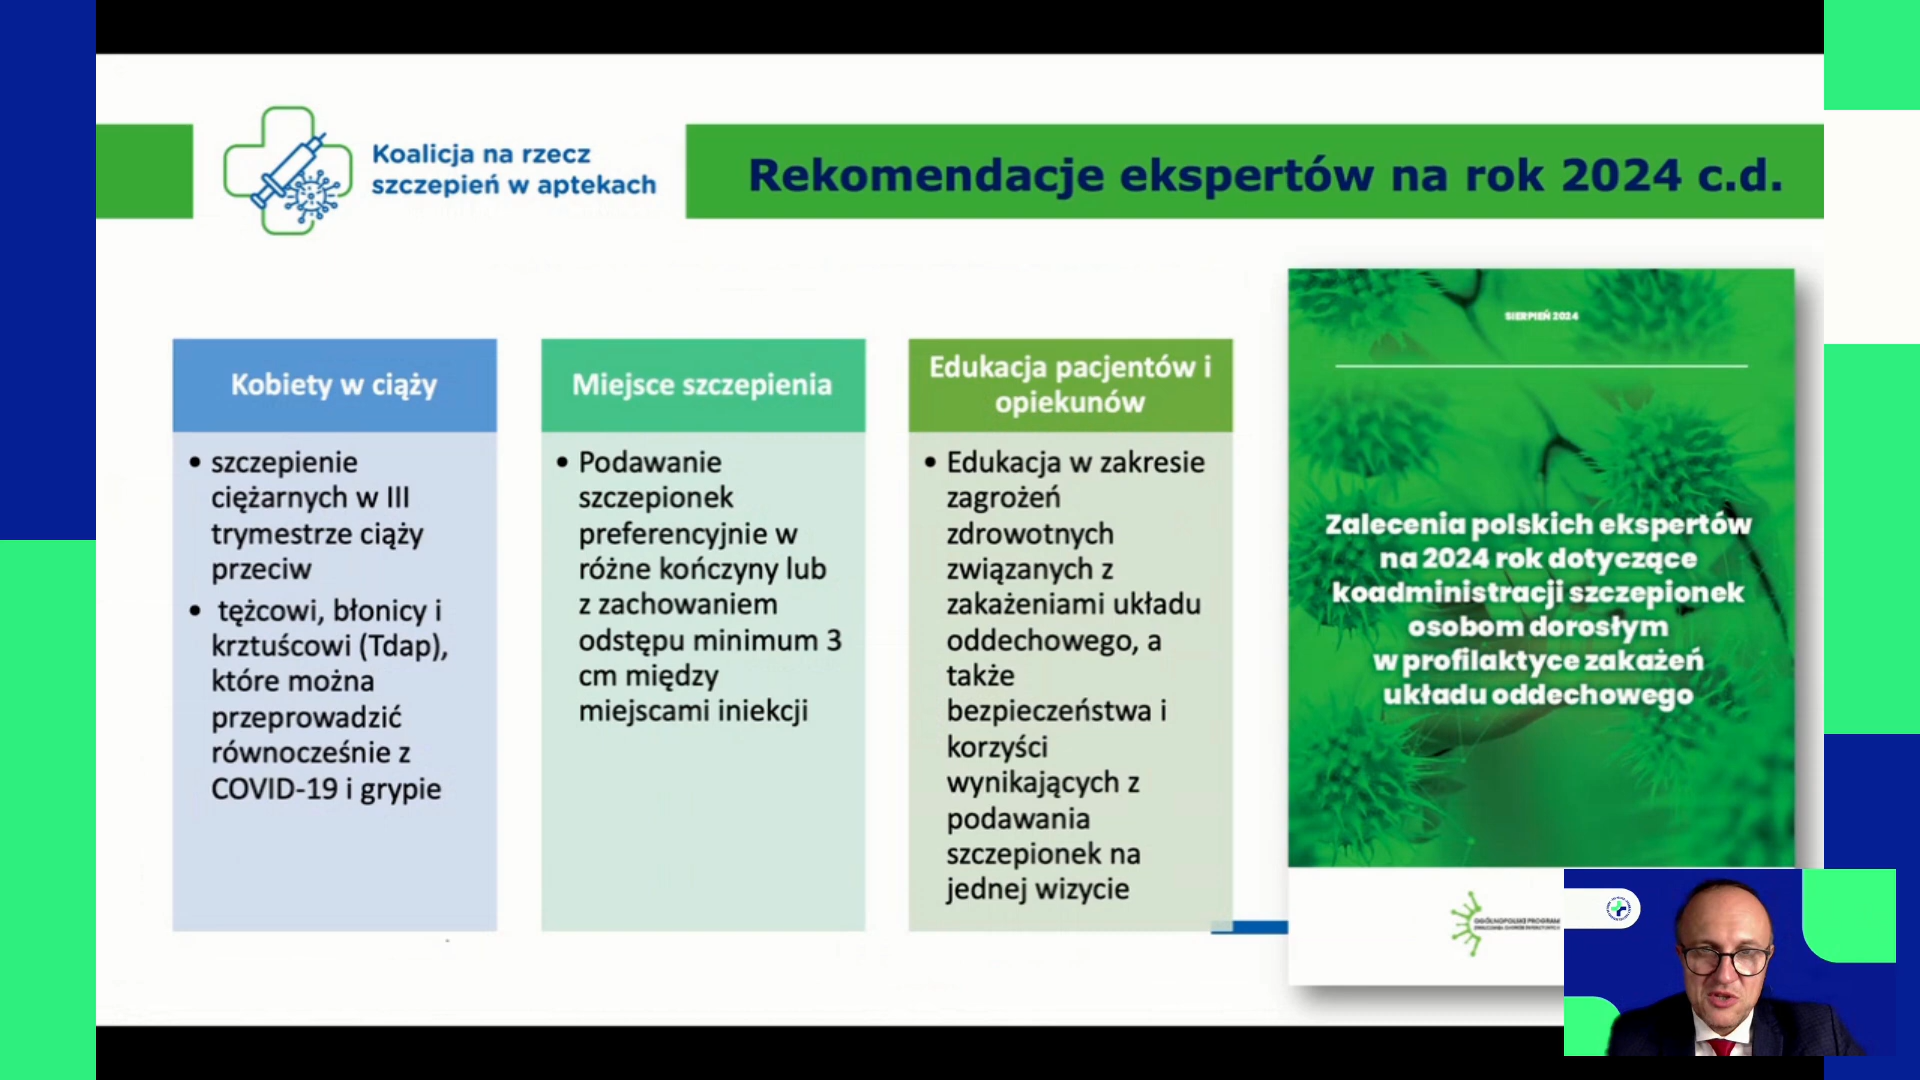 Koalicja na rzecz
szczepień w aptekach
Rekomendacje ekspertów na rok 2024 c.d.
Kobiety w ciąży
• szczepienie
ciężarnych w III
trymestrze ciąży
przeciw
• tężcowi, błonicy i
krztuścowi (Tdap),
które można
przeprowadzić
równocześnie z
COVID-19 i grypie
Miejsce szczepienia
• Podawanie
szczepionek
preferencyjnie w
różne kończyny lub
z zachowaniem
odstępu minimum 3
cm między
miejscami iniekcji
Edukacja pacjentów i
opiekunów
• Edukacja w zakresie
zagrożeń
zdrowotnych
związanych z
zakażeniami układu
oddechowego, a
także
bezpieczeństwa i
korzyści
wynikających z
podawania
szczepionek na
jednej wizycie
SIERPIEŃ 2024
Zalecenia polskich ekspertów
na 2024 rok dotyczące
koadministracji szczepionek
osobom dorosłym
w profilaktyce zakażeń
układu oddechowego
OGÓLNOPOLSKI PROGRAM